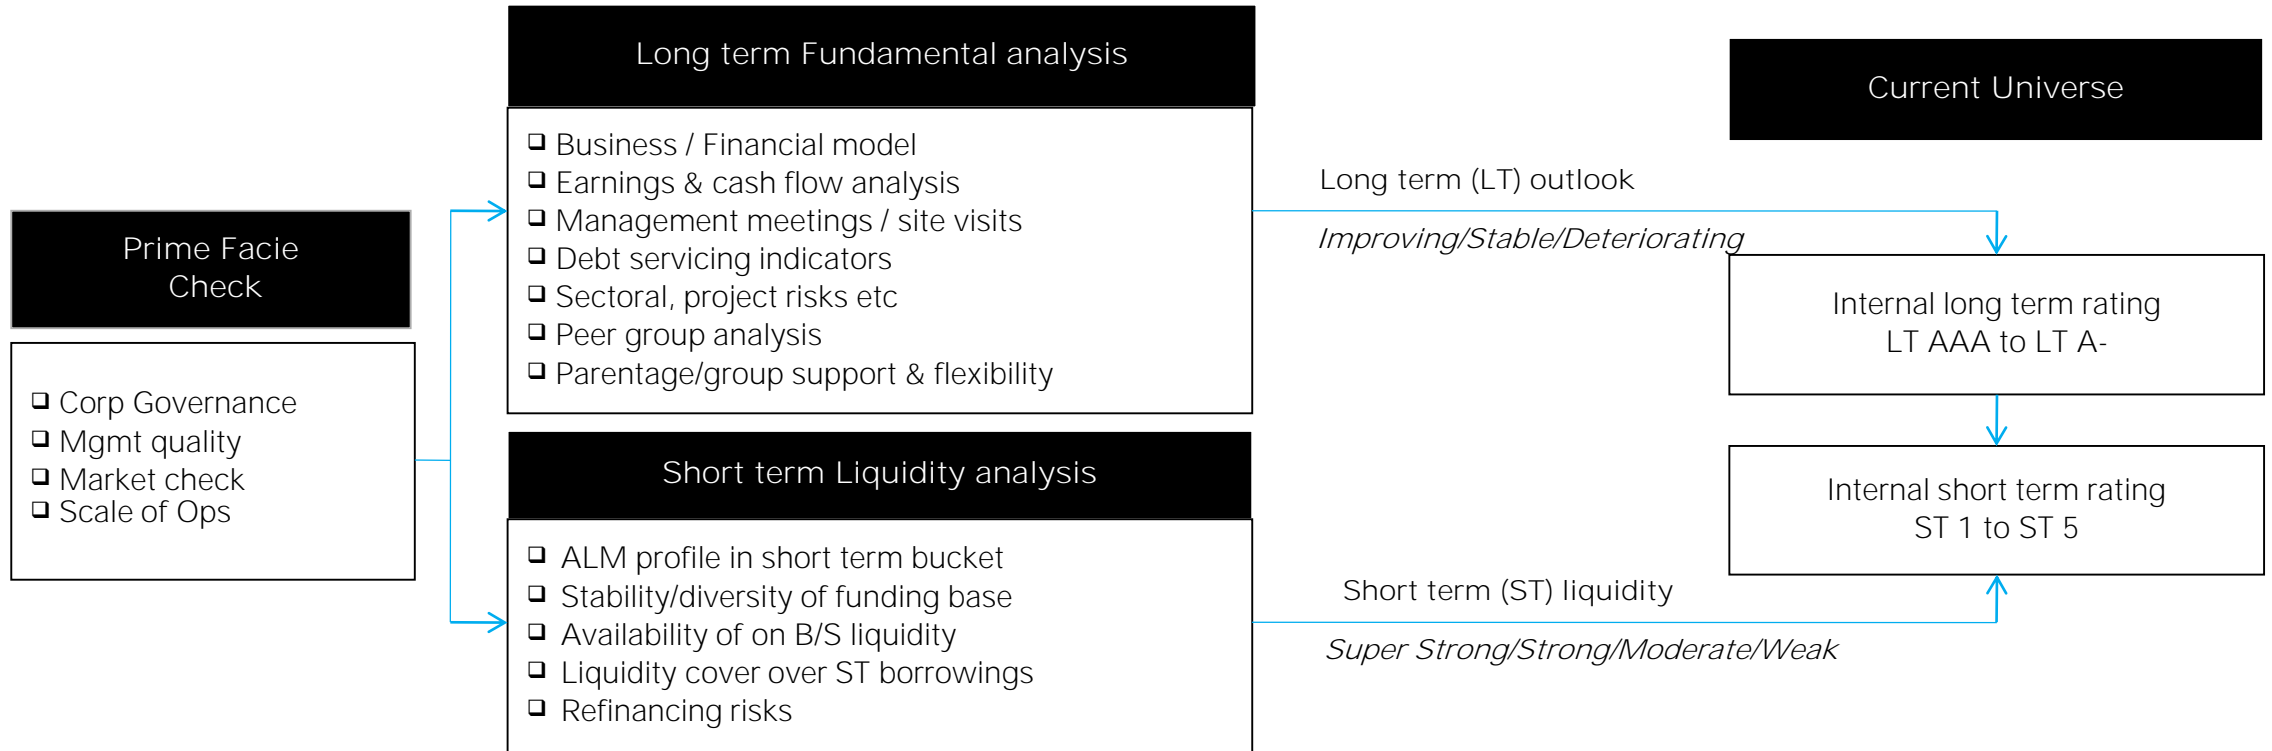 Prime Facie
Check
❑ Corp Governance
❑ Mgmt quality
❑ Market check
❑ Scale of Ops
Long term Fundamental analysis
❑ Business / Financial model
❑ Earnings & cash flow analysis
❑ Management meetings / site visits
❑ Debt servicing indicators
❑ Sectoral, project risks etc
❑ Peer group analysis
❑ Parentage/group support & flexibility
Short term Liquidity analysis
❑ ALM profile in short term bucket
❑ Stability/diversity of funding base
❑ Availability of on B/S liquidity
❑ Liquidity cover over ST borrowings
❑ Refinancing risks
Long term (LT) outlook
Improving/Stable/Deteriorating
Short term (ST) liquidity
Super Strong/Strong/Moderate/Weak
Current Universe
Internal long term rating
LT AAA to LT A-
Internal short term rating
ST 1 to ST 5